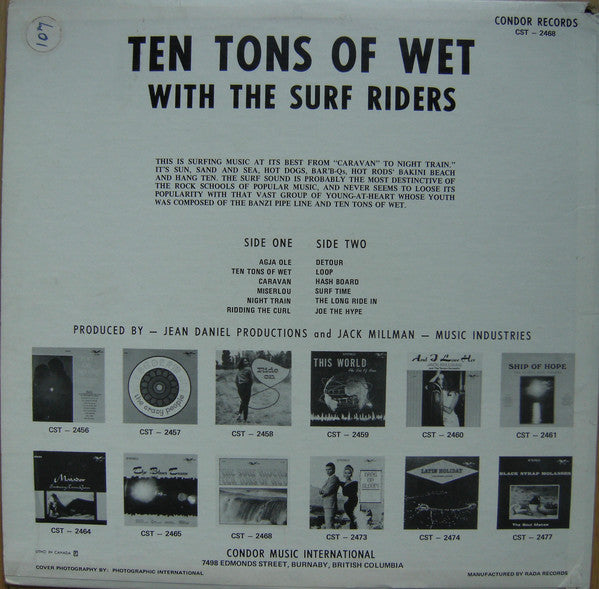 107
CONDOR RECORDS
CST – 2468
TEN TONS OF WET
WITH THE SURF RIDERS
THIS IS SURFING MUSIC AT ITS BEST FROM "CARAVAN" TO NIGHT TRAIN."
IT'S SUN, SAND AND SEA, HOT DOGS, BAR'B-Qs, HOT RODS' BAKINI BEACH
AND HANG TEN. THE SURF SOUND IS PROBABLY THE MOST DESTINCTIVE OF
THE ROCK SCHOOLS OF POPULAR MUSIC, AND NEVER SEEMS TO LOOSE ITS
POPULARITY WITH THAT VAST GROUP OF YOUNG-AT-HEART WHOSE YOUTH
WAS COMPOSED OF THE BANZI PIPE LINE AND TEN TONS OF WET.
SIDE ONE SIDE TWO
AGJA OLE DETOUR
TEN TONS OF WET LOOP
CARAVAN HASH BOARD
MISERLOU SURF TIME
NIGHT TRAIN THE LONG RIDE IN
RIDDING THE CURL JOE THE HYPE
PRODUCED BY – JEAN DANIEL PRODUCTIONS and JACK MILLMAN – MUSIC INDUSTRIES
Ride on
THIS WORLD
And I Love Her
SHIP OF HOPE
CST – 2456 CST – 2457 CST – 2458 CST – 2459 CST – 2460 CST – 2461
Matador
LATIN HOLIDAY
BLACK STRAP MOLASSES
CST – 2464 CST – 2465 CST – 2468 CST – 2473 CST – 2474 CST – 2477
CONDOR MUSIC INTERNATIONAL
7498 EDMONDS STREET, BURNABY, BRITISH COLUMBIA
LITHO IN CANADA
COVER PHOTOGRAPHY BY: PHOTOGRAPHIC INTERNATIONAL
MANUFACTURED BY RADA RECORDS